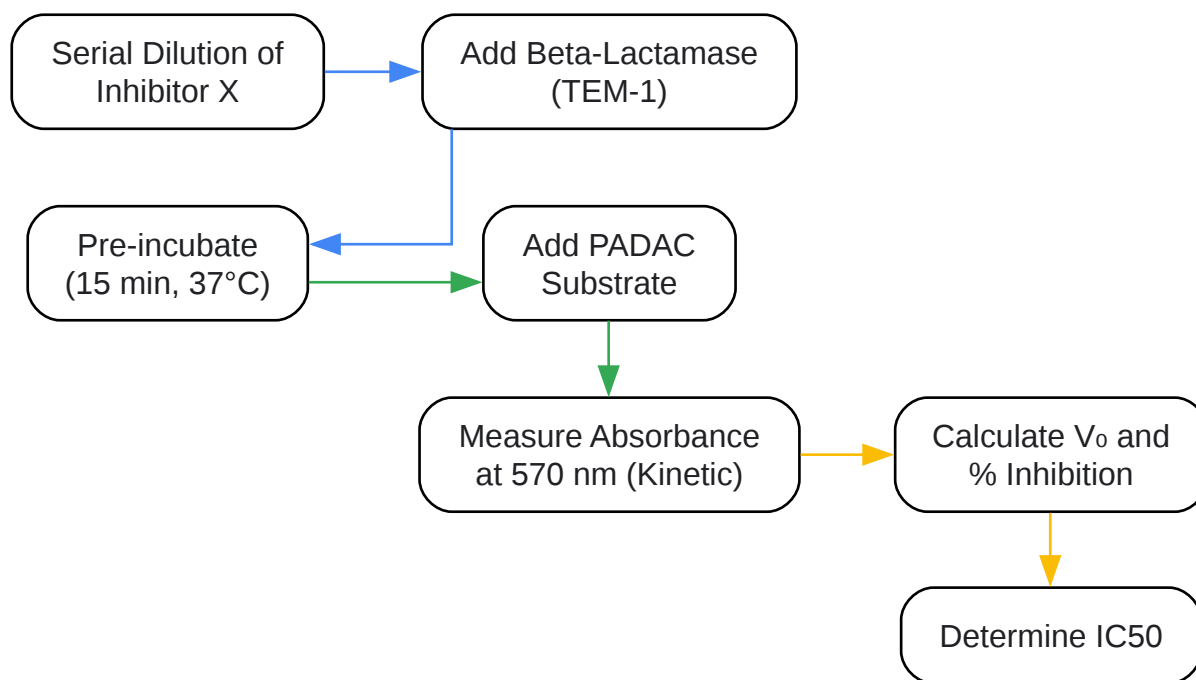 Serial Dilution of
Inhibitor X
Add Beta-Lactamase
(TEM-1)
Pre-incubate
(15 min, 37°C)
Add PADAC
Substrate
Measure Absorbance
at 570 nm (Kinetic)
Calculate V₀ and
% Inhibition
Determine IC50